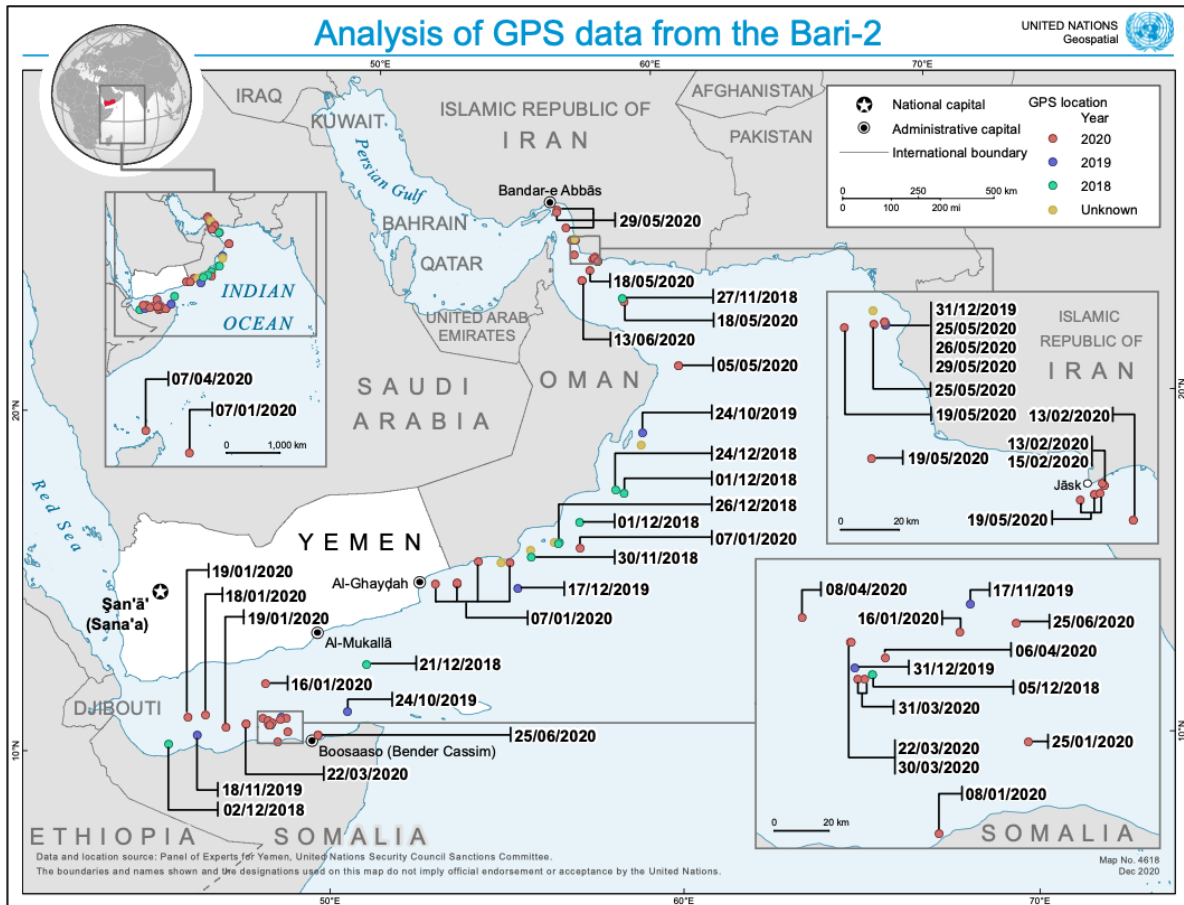 Analysis of GPS data from the Bari-2
UNITED NATIONS
Geospatial
50°E
60°E
70°E
IRAQ
KUWAIT
ISLAMIC REPUBLIC OF
IRAN
AFGHANISTAN
PAKISTAN
Persian Gulf
BAHRAIN
QATAR
UNITED ARAB
EMIRATES
SAUDI
ARABIA
OMAN
YEMEN
Red Sea
DJIBOUTI
ETHIOPIA
SOMALIA
National capital
Administrative capital
International boundary
0 250 500 km
0 100 200 mi
GPS location
Year
2020
2019
2018
Unknown
INDIAN
OCEAN
07/04/2020
07/01/2020
0 1,000 km
Bandar-e Abbās
29/05/2020
18/05/2020
27/11/2018
18/05/2020
13/06/2020
05/05/2020
24/10/2019
24/12/2018
01/12/2018
26/12/2018
01/12/2018
07/01/2020
30/11/2018
17/12/2019
07/01/2020
Al-Ghayḑah
Şan'ā'
(Sana'a)
Al-Mukallā
19/01/2020
18/01/2020
19/01/2020
21/12/2018
16/01/2020
24/10/2019
25/06/2020
Boosaaso (Bender Cassim)
22/03/2020
18/11/2019
02/12/2018
31/12/2019
25/05/2020
26/05/2020
29/05/2020
25/05/2020
19/05/2020
ISLAMIC
REPUBLIC OF
IRAN
13/02/2020
13/02/2020
15/02/2020
19/05/2020
Jāsk
0 20 km
19/05/2020
08/04/2020
17/11/2019
16/01/2020
25/06/2020
06/04/2020
31/12/2019
05/12/2018
31/03/2020
25/01/2020
22/03/2020
30/03/2020
08/01/2020
0 20 km
SOMALIA
20°N
20°N
10°N
10°N
50°E
60°E
70°E
Data and location source: Panel of Experts for Yemen, United Nations Security Council Sanctions Committee.
The boundaries and names shown and the designations used on this map do not imply official endorsement or acceptance by the United Nations.
Map No. 4618
Dec 2020